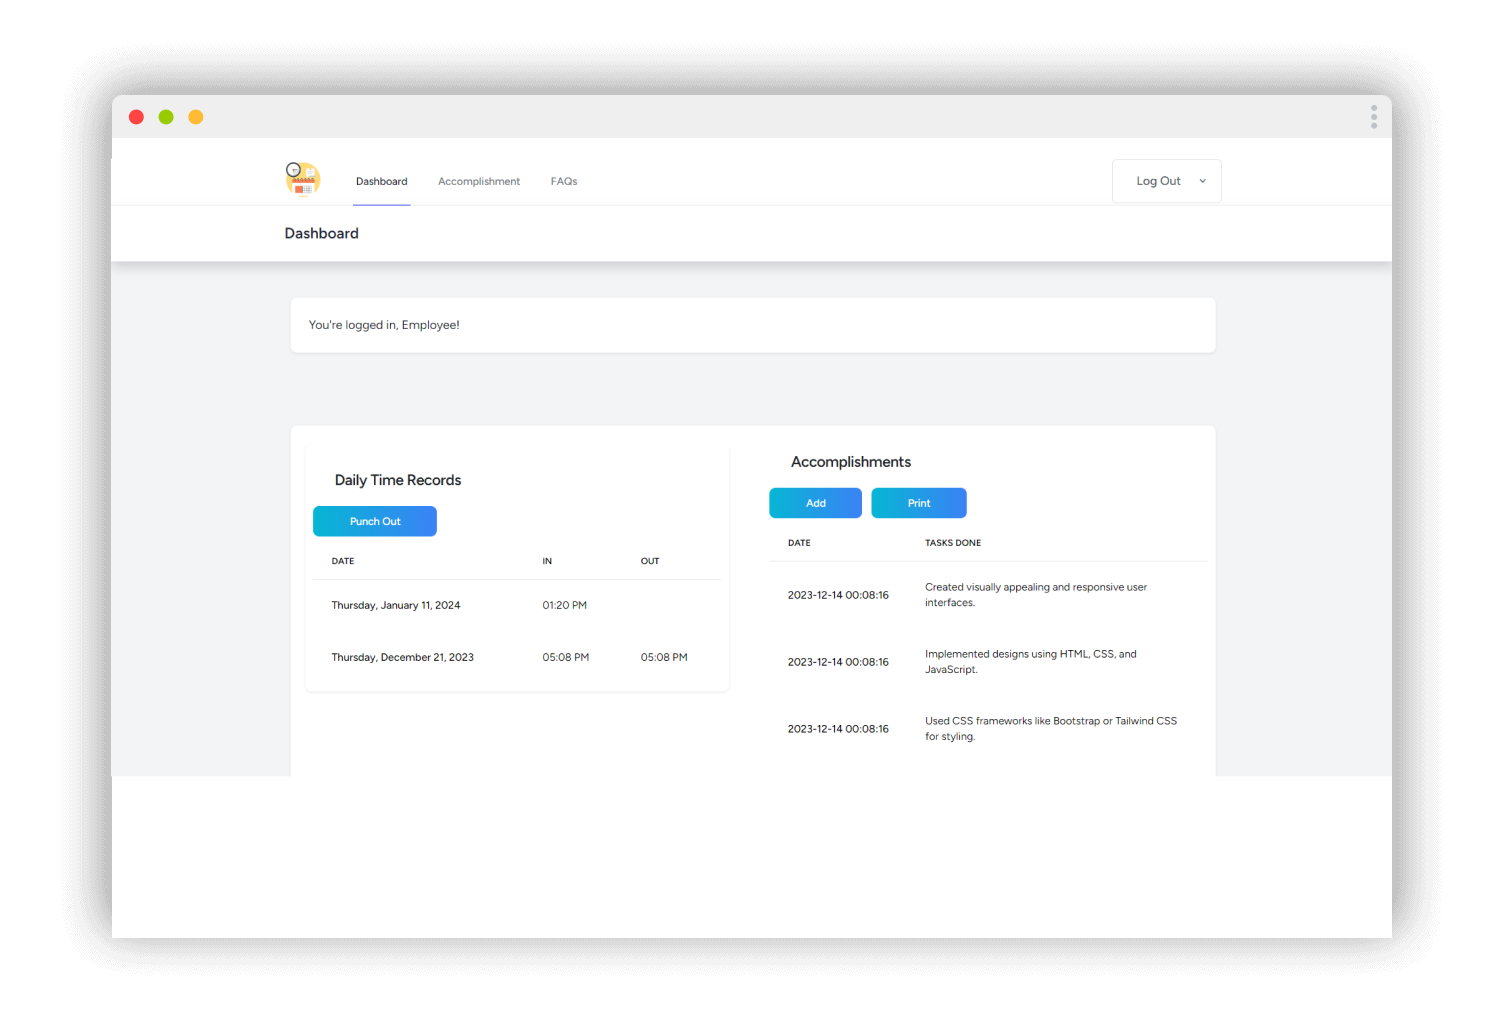 Dashboard Accomplishment FAQs Log Out
Dashboard
You're logged in, Employee!
Daily Time Records
Punch Out
DATE IN OUT
Thursday, January 11, 2024 01:20 PM
Thursday, December 21, 2023 05:08 PM 05:08 PM
Accomplishments
Add Print
DATE TASKS DONE
2023-12-14 00:08:16 Created visually appealing and responsive user
interfaces.
2023-12-14 00:08:16 Implemented designs using HTML, CSS, and
JavaScript.
2023-12-14 00:08:16 Used CSS frameworks like Bootstrap or Tailwind CSS
for styling.